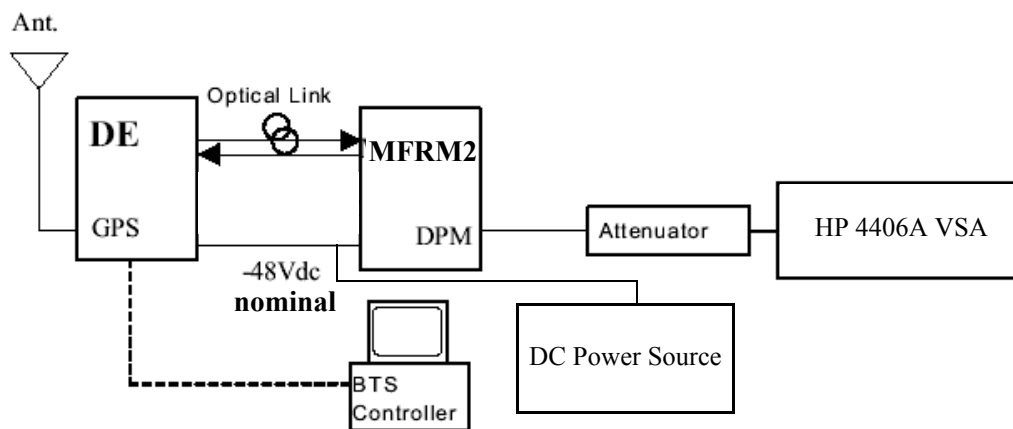 Ant.
Optical Link
DE
MFRM2
GPS
DPM
Attenuator
HP 4406A VSA
-48Vdc
nominal
DC Power Source
BTS
Controller